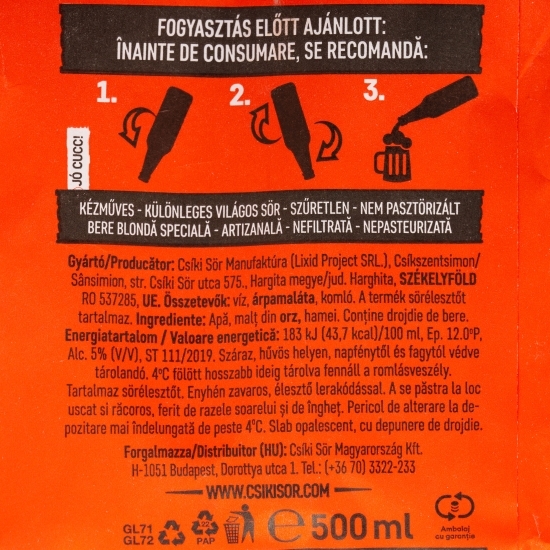 FOGYASZTÁS ELŐTT AJÁNLOTT:
ÎNAINTE DE CONSUMARE, SE RECOMANDĂ:
1. 2. 3.
JÓ CUCC!
KÉZMŰVES - KÜLÖNLEGES VILÁGOS SÖR - SZŰRETLEN - NEM PASZTÖRIZÁLT
BERE BLONDĂ SPECIALĂ - ARTIZANALĂ - NEFILTRATĂ - NEPASTEURIZATĂ
Gyártó/Producător: Csíki Sör Manufaktúra (Lixid Project SRL.), Csíkszentsimon/
Sânsimion, str. Csíki Sör utca 575., Hargita megye/jud. Harghita, SZÉKELYFÖLD
RO 537285, UE. Összetevők: víz, árpamaláta, komló. A termék sörélesztőt
tartalmaz. Ingrediente: Apă, malț din orz, hamei. Conține drojdie de bere.
Energiatartalom / Valoare energetică: 183 kJ (43,7 kcal)/100 ml, Ep. 12.0ºP,
Alc. 5% (V/V), ST 111/2019. Száraz, hűvös helyen, napfénytől és fagytól védve
tárolandó. 4ºC fölött hosszabb ideig tárolva fennáll a romlásveszély.
Tartalmaz sörélesztőt. Enyhén zavaros, élesztő lerakódással. A se păstra la loc
uscat si răcoros, ferit de razele soarelui și de îngheț. Pericol de alterare la de-
pozitare mai îndelungată de peste 4ºC. Slab opalescent, cu depunere de drojdie.
Forgalmazza/Distribuitor (HU): Csíki Sör Magyarország Kft.
H-1051 Budapest, Dorottya utca 1. Tel.: (+36 70) 3322-233
WWW.CSIKISOR.COM
GL71
GL72
22
PAP
e 500 ml
Ambalaj
cu garanție